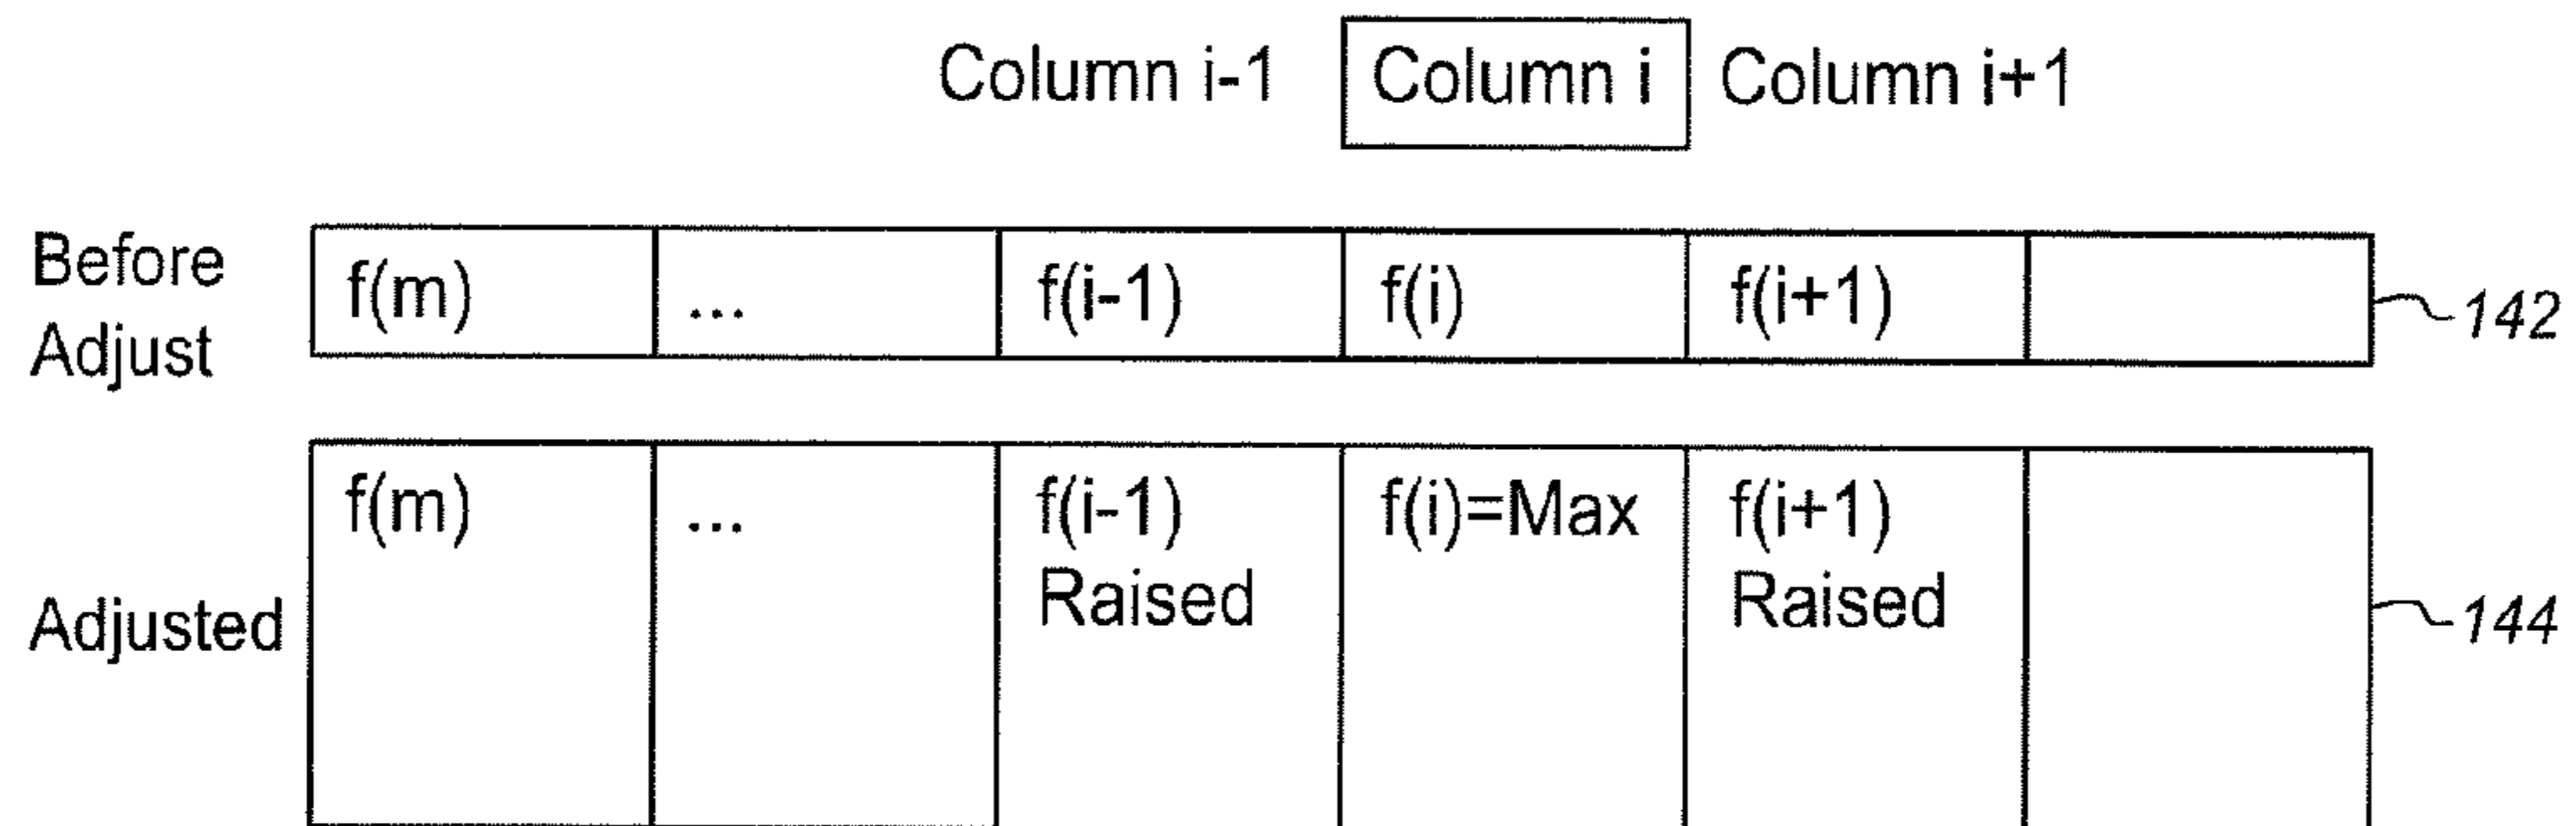 Column i-1 Column i Column i+1
Before
Adjust
f(m) ... f(i-1) f(i) f(i+1)
142
f(m) ... f(i-1) f(i)=Max f(i+1)
Raised Raised
Adjusted
144